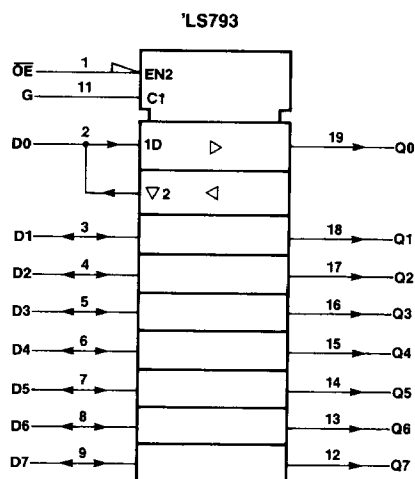 'LS793
OE 1 EN2
G 11 C1
D0 2 1D ▷ 19 Q0
▽ 2 ◁
D1 3 18 Q1
D2 4 17 Q2
D3 5 16 Q3
D4 6 15 Q4
D5 7 14 Q5
D6 8 13 Q6
D7 9 12 Q7